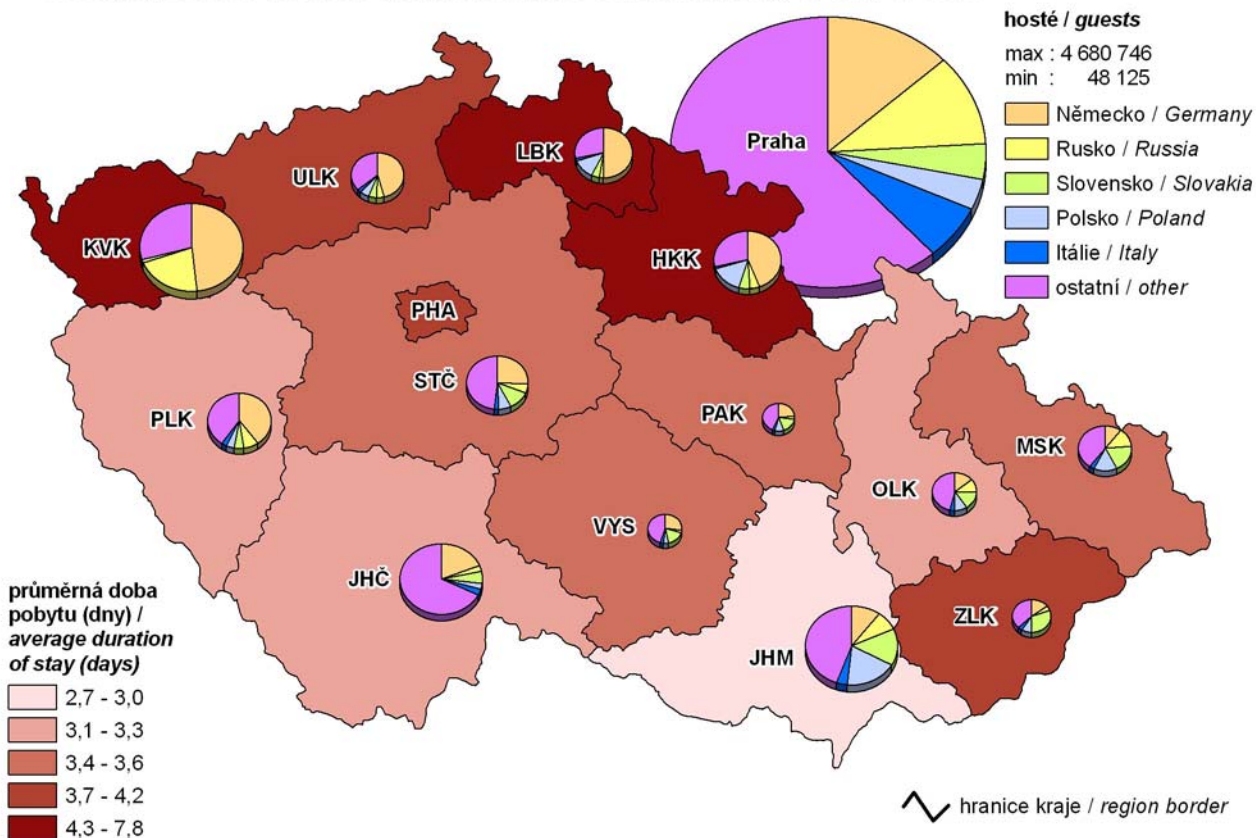 hosté / guests
max : 4 680 746
min : 48 125
Německo / Germany
Rusko / Russia
Slovensko / Slovakia
Polsko / Poland
Itálie / Italy
ostatní / other
Praha
LBK
ULK
KVK
HKK
PHA
STČ
PLK
PAK
MSK
OLK
VYS
JHČ
ZLK
JHM
průměrná doba
pobytu (dny) /
average duration
of stay (days)
2,7 - 3,0
3,1 - 3,3
3,4 - 3,6
3,7 - 4,2
4,3 - 7,8
hranice kraje / region border